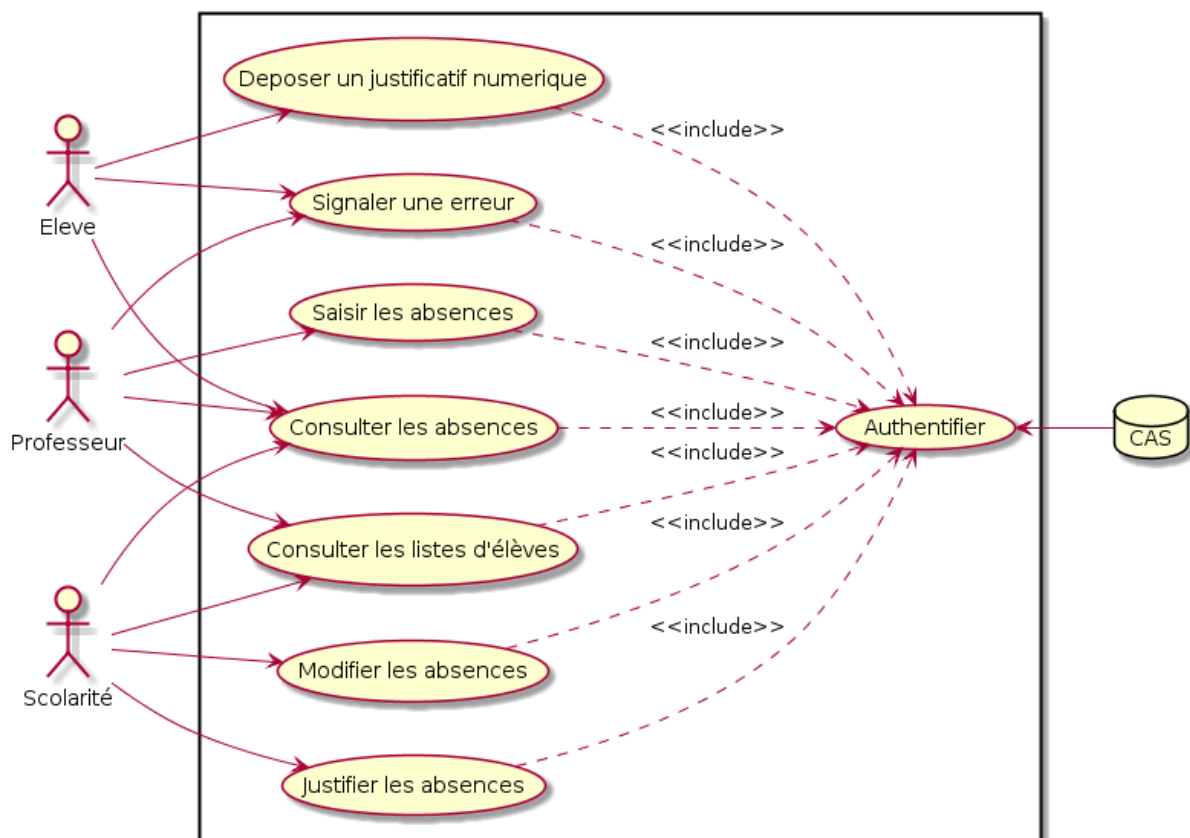 Deposer un justificatif numerique
<<include>>
Eleve
Signaler une erreur
<<include>>
Saisir les absences
<<include>>
Professeur
Consulter les absences
<<include>>
Authentifier
CAS
<<include>>
Consulter les listes d'élèves
<<include>>
Scolarité
Modifier les absences
<<include>>
Justifier les absences